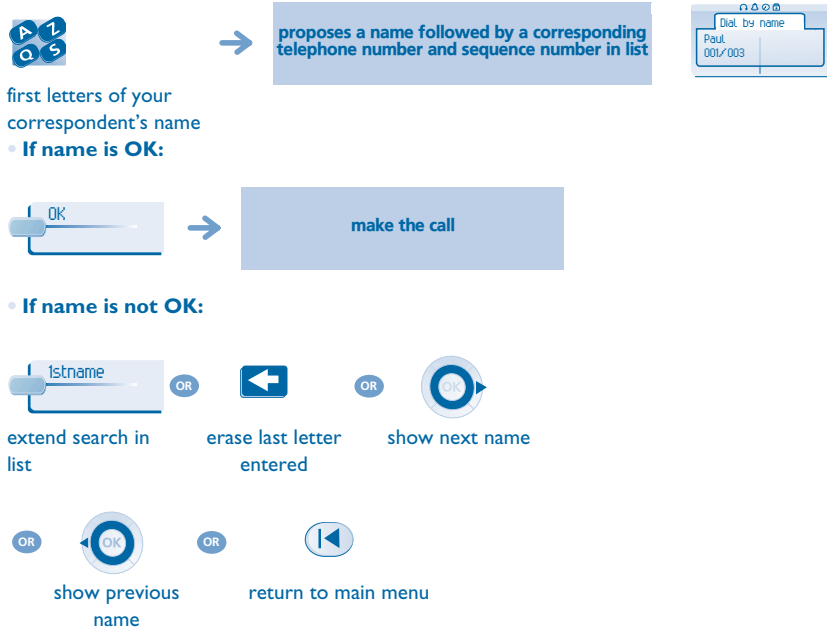 A Z
Q S
proposes a name followed by a corresponding
telephone number and sequence number in list
Dial by name
Paul
001/003
first letters of your
correspondent's name
• If name is OK:
OK
make the call
• If name is not OK:
1stname
OR
OR
OK
extend search in
list
erase last letter
entered
show next name
OR
OK
OR
show previous
name
return to main menu